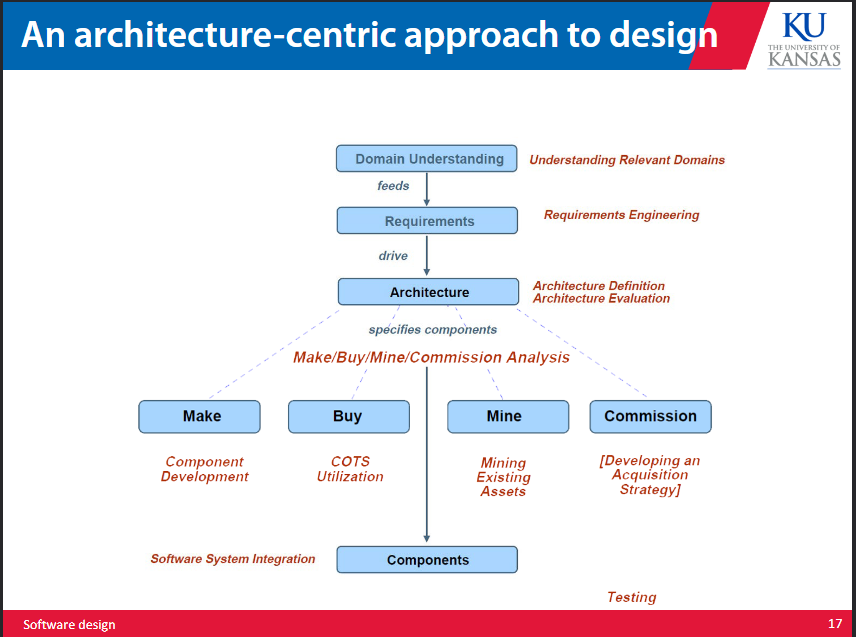 An architecture-centric approach to design
KU
THE UNIVERSITY OF
KANSAS
Domain Understanding
Understanding Relevant Domains
feeds
Requirements
Requirements Engineering
drive
Architecture
Architecture Definition
Architecture Evaluation
specifies components
Make/Buy/Mine/Commission Analysis
Make
Buy
Mine
Commission
Component
Development
COTS
Utilization
Mining
Existing
Assets
[Developing an
Acquisition
Strategy]
Software System Integration
Components
Testing
Software design
17